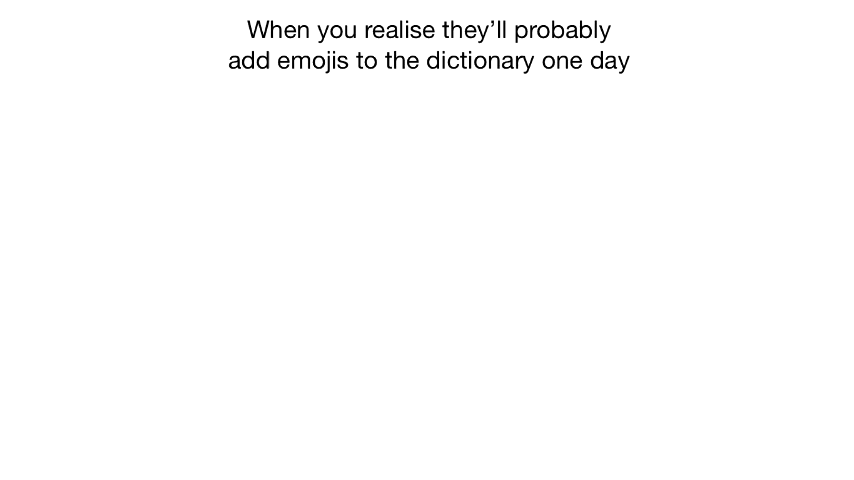 When you realise they’ll probably
add emojis to the dictionary one day